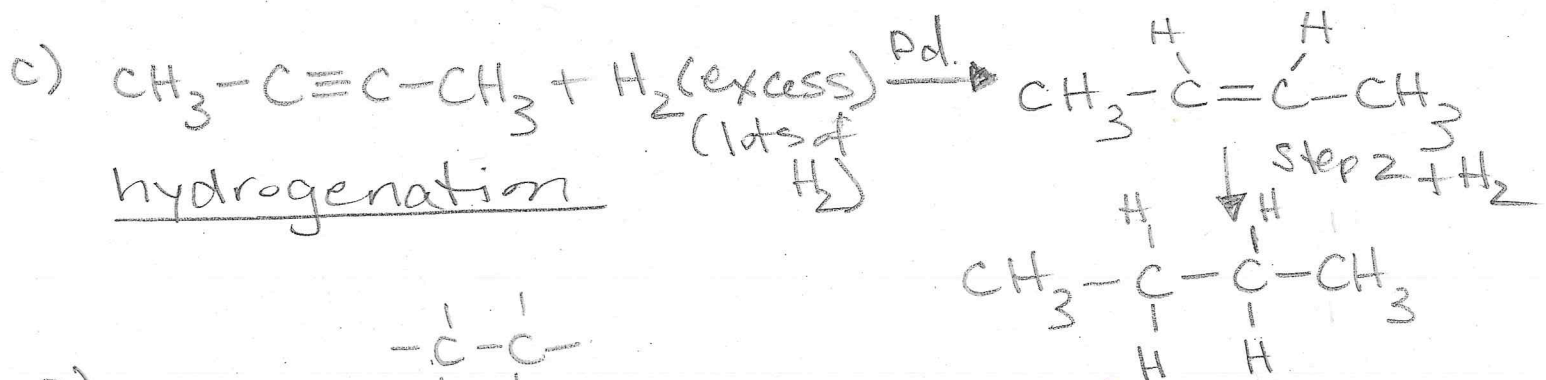 c) CH₃-C≡C-CH₃ + H₂(excess) Pd. CH₃-C=C-CH₃
H H
(lots of
H₂)
hydrogenation
step 2 + H₂
H H
CH₃-C-C-CH₃
H H
-C-C-